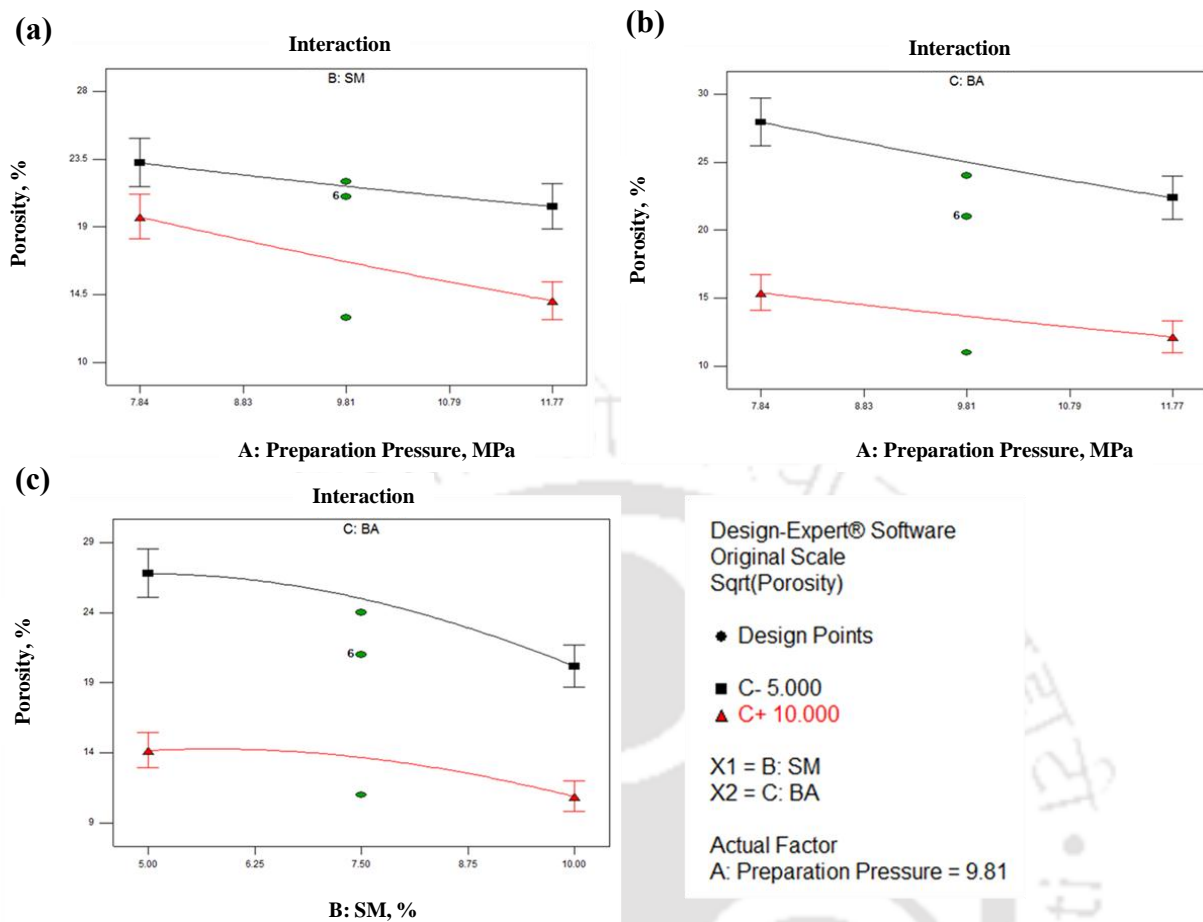 (a)
Interaction
B: SM
28
23.5
19
14.5
10
6
Porosity, %
7.84 8.83 9.81 10.79 11.77
A: Preparation Pressure, MPa
(b)
Interaction
C: BA
30
25
20
15
10
6
Porosity, %
7.84 8.83 9.81 10.79 11.77
A: Preparation Pressure, MPa
(c)
Interaction
C: BA
29
24
19
14
9
6
Porosity, %
5.00 6.25 7.50 8.75 10.00
B: SM, %
Design-Expert® Software
Original Scale
Sqrt(Porosity)
Design Points
C- 5.000
C+ 10.000
X1 = B: SM
X2 = C: BA
Actual Factor
A: Preparation Pressure = 9.81